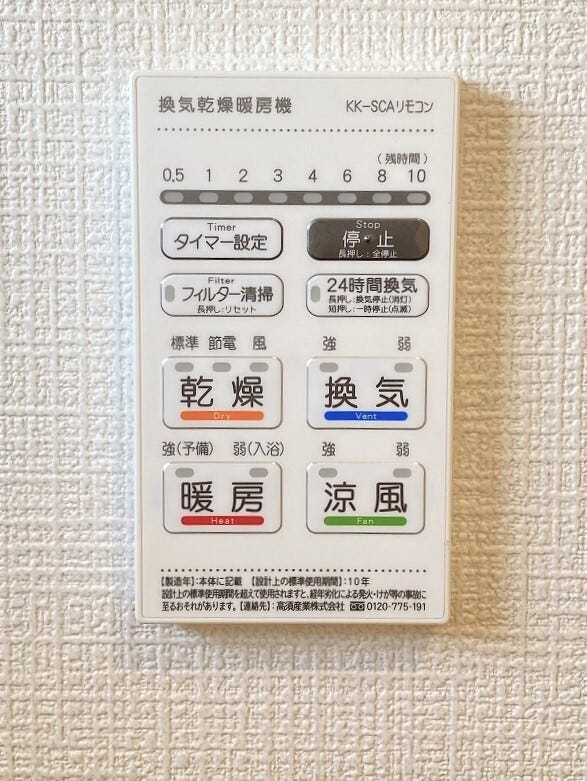 換気乾燥暖房機 KK-SCAリモコン
(残時間)
0.5 1 2 3 4 6 8 10
Timer
タイマー設定
Stop
停・止
長押し:全停止
Filter
フィルター清掃
長押し:リセット
24時間換気
長押し:換気停止(消灯)
短押し:一時停止(点滅)
標準 節電 風
乾燥
Dry
強 弱
換気
Vent
強(予備) 弱(入浴)
暖房
Heat
強 弱
涼風
Fan
【製造年】:本体に記載 【設計上の標準使用期間】:10年
設計上の標準使用期間を超えて使用されますと、経年劣化による発火・けが等の事故に
至るおそれがあります。【連絡先】:高須産業株式会社 0120-775-191